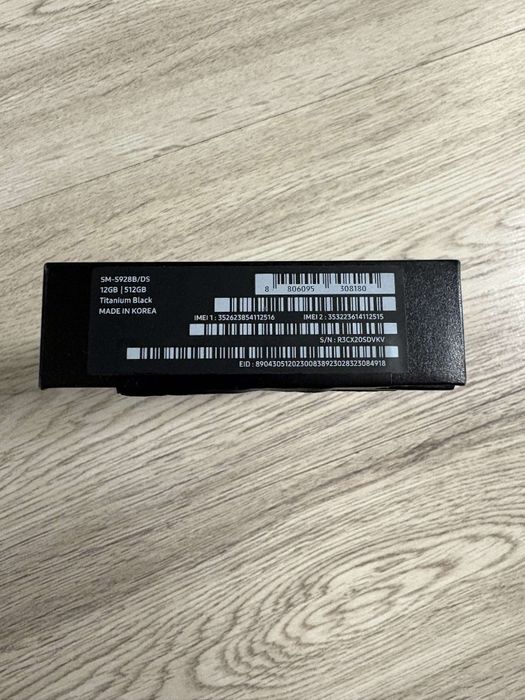 SM-S928B/DS
12GB | 512GB
Titanium Black
MADE IN KOREA
8 806095 308180
IMEI 1 : 352623854112516 IMEI 2 : 353223614112515
S/N : R3CX20SDVKV
EID : 89043051202300838923028323084918